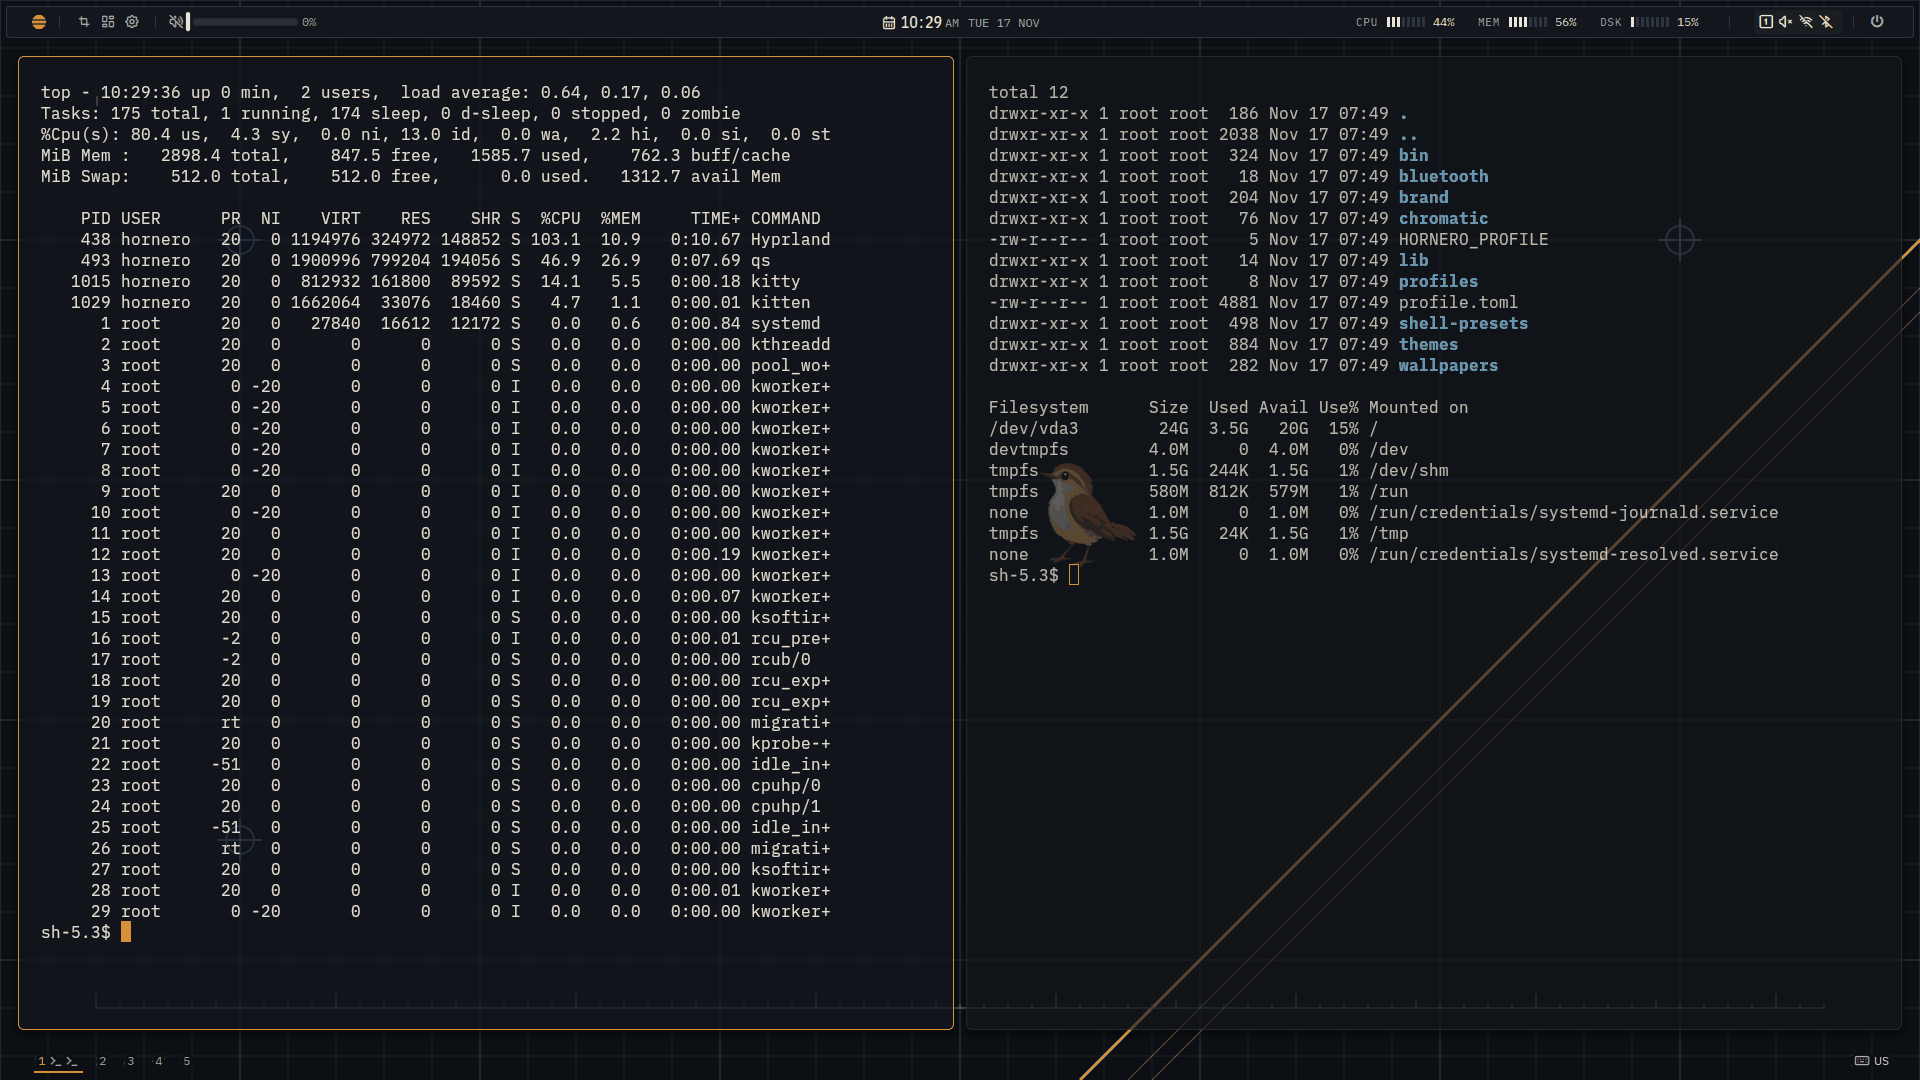 0%
10:29 AM TUE 17 NOV
CPU 44% MEM 56% DSK 15%
top - 10:29:36 up 0 min,  2 users,  load average: 0.64, 0.17, 0.06
Tasks: 175 total, 1 running, 174 sleep, 0 d-sleep, 0 stopped, 0 zombie
%Cpu(s): 80.4 us,  4.3 sy,  0.0 ni, 13.0 id,  0.0 wa,  2.2 hi,  0.0 si,  0.0 st
MiB Mem :   2898.4 total,    847.5 free,   1585.7 used,    762.3 buff/cache
MiB Swap:    512.0 total,    512.0 free,      0.0 used.   1312.7 avail Mem
PID USER      PR  NI    VIRT    RES    SHR S  %CPU  %MEM     TIME+ COMMAND
438 hornero   20   0 1194976 324972 148852 S 103.1  10.9   0:10.67 Hyprland
493 hornero   20   0 1900996 799204 194056 S  46.9  26.9   0:07.69 qs
1015 hornero   20   0  812932 161800  89592 S  14.1   5.5   0:00.18 kitty
1029 hornero   20   0 1662064  33076  18460 S   4.7   1.1   0:00.01 kitten
1 root      20   0   27840  16612  12172 S   0.0   0.6   0:00.84 systemd
2 root      20   0       0      0      0 S   0.0   0.0   0:00.00 kthreadd
3 root      20   0       0      0      0 S   0.0   0.0   0:00.00 pool_wo+
4 root       0 -20       0      0      0 I   0.0   0.0   0:00.00 kworker+
5 root       0 -20       0      0      0 I   0.0   0.0   0:00.00 kworker+
6 root       0 -20       0      0      0 I   0.0   0.0   0:00.00 kworker+
7 root       0 -20       0      0      0 I   0.0   0.0   0:00.00 kworker+
8 root       0 -20       0      0      0 I   0.0   0.0   0:00.00 kworker+
9 root      20   0       0      0      0 I   0.0   0.0   0:00.00 kworker+
10 root       0 -20       0      0      0 I   0.0   0.0   0:00.00 kworker+
11 root      20   0       0      0      0 I   0.0   0.0   0:00.00 kworker+
12 root      20   0       0      0      0 I   0.0   0.0   0:00.19 kworker+
13 root       0 -20       0      0      0 I   0.0   0.0   0:00.00 kworker+
14 root      20   0       0      0      0 I   0.0   0.0   0:00.07 kworker+
15 root      20   0       0      0      0 S   0.0   0.0   0:00.00 ksoftir+
16 root      -2   0       0      0      0 I   0.0   0.0   0:00.01 rcu_pre+
17 root      -2   0       0      0      0 S   0.0   0.0   0:00.00 rcub/0
18 root      20   0       0      0      0 S   0.0   0.0   0:00.00 rcu_exp+
19 root      20   0       0      0      0 S   0.0   0.0   0:00.00 rcu_exp+
20 root      rt   0       0      0      0 S   0.0   0.0   0:00.00 migrati+
21 root      20   0       0      0      0 S   0.0   0.0   0:00.00 kprobe-+
22 root     -51   0       0      0      0 S   0.0   0.0   0:00.00 idle_in+
23 root      20   0       0      0      0 S   0.0   0.0   0:00.00 cpuhp/0
24 root      20   0       0      0      0 S   0.0   0.0   0:00.00 cpuhp/1
25 root     -51   0       0      0      0 S   0.0   0.0   0:00.00 idle_in+
26 root      rt   0       0      0      0 S   0.0   0.0   0:00.00 migrati+
27 root      20   0       0      0      0 S   0.0   0.0   0:00.00 ksoftir+
28 root      20   0       0      0      0 I   0.0   0.0   0:00.01 kworker+
29 root       0 -20       0      0      0 I   0.0   0.0   0:00.00 kworker+
sh-5.3$
total 12
drwxr-xr-x 1 root root  186 Nov 17 07:49 .
drwxr-xr-x 1 root root 2038 Nov 17 07:49 ..
drwxr-xr-x 1 root root  324 Nov 17 07:49 bin
drwxr-xr-x 1 root root   18 Nov 17 07:49 bluetooth
drwxr-xr-x 1 root root  204 Nov 17 07:49 brand
drwxr-xr-x 1 root root   76 Nov 17 07:49 chromatic
-rw-r--r-- 1 root root    5 Nov 17 07:49 HORNERO_PROFILE
drwxr-xr-x 1 root root   14 Nov 17 07:49 lib
drwxr-xr-x 1 root root    8 Nov 17 07:49 profiles
-rw-r--r-- 1 root root 4881 Nov 17 07:49 profile.toml
drwxr-xr-x 1 root root  498 Nov 17 07:49 shell-presets
drwxr-xr-x 1 root root  884 Nov 17 07:49 themes
drwxr-xr-x 1 root root  282 Nov 17 07:49 wallpapers
Filesystem      Size  Used Avail Use% Mounted on
/dev/vda3        24G  3.5G   20G  15% /
devtmpfs        4.0M     0  4.0M   0% /dev
tmpfs           1.5G  244K  1.5G   1% /dev/shm
tmpfs           580M  812K  579M   1% /run
none            1.0M     0  1.0M   0% /run/credentials/systemd-journald.service
tmpfs           1.5G   24K  1.5G   1% /tmp
none            1.0M     0  1.0M   0% /run/credentials/systemd-resolved.service
sh-5.3$
1 2 3 4 5
US